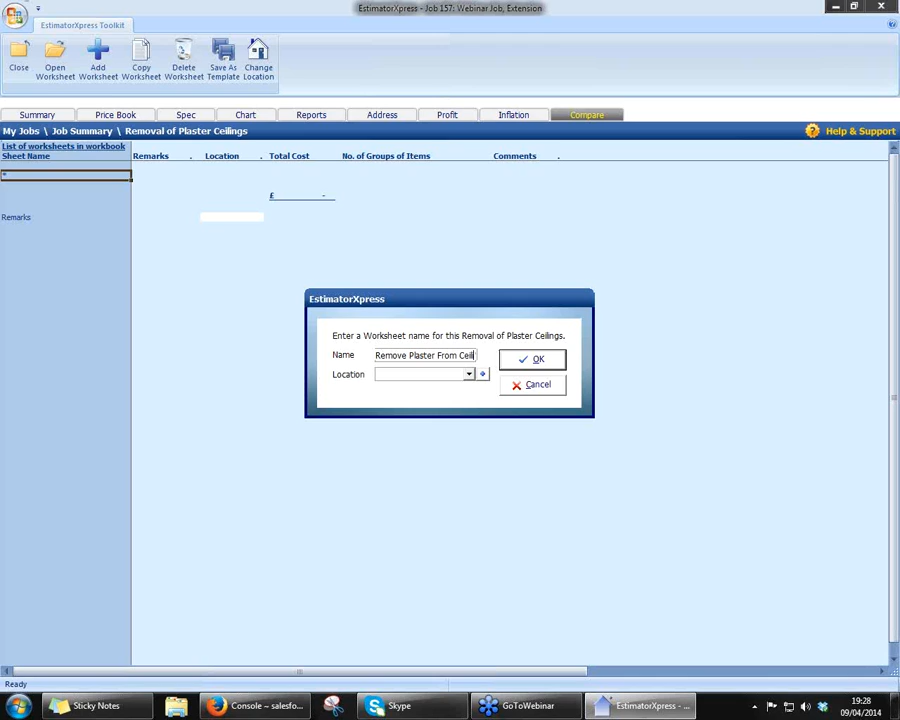 EstimatorXpress - Job 157: Webinar Job, Extension
EstimatorXpress Toolkit
Close
Open Worksheet
Add Worksheet
Copy Worksheet
Delete Worksheet
Save As Template
Change Location
Summary
Price Book
Spec
Chart
Reports
Address
Profit
Inflation
Compare
My Jobs \ Job Summary \ Removal of Plaster Ceilings
Help & Support
List of worksheets in workbook
Sheet Name
Remarks .
Location .
Total Cost
No. of Groups of Items
Comments .
*
£ -
Remarks
EstimatorXpress
Enter a Worksheet name for this Removal of Plaster Ceilings.
Name
Remove Plaster From Ceili
OK
Location
Cancel
Ready
Sticky Notes
Console ~ salesfo...
Skype
GoToWebinar
EstimatorXpress - ...
19:28
09/04/2014